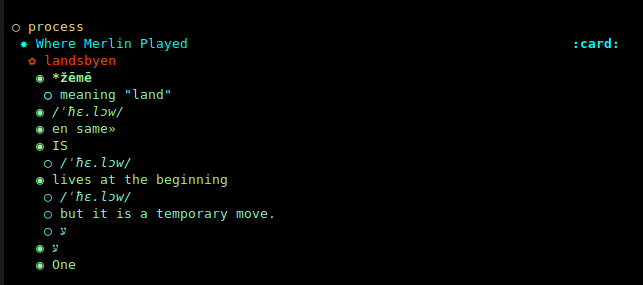 ○ process
✸ Where Merlin Played :card:
✿ landsbyen
◉ *žēmē
○ meaning "land"
◉ /ˈħɛ.lɔw/
◉ en same»
◉ IS
○ /ˈħɛ.lɔw/
◉ lives at the beginning
○ /ˈħɛ.lɔw/
○ but it is a temporary move.
○ ע
◉ ע
◉ One